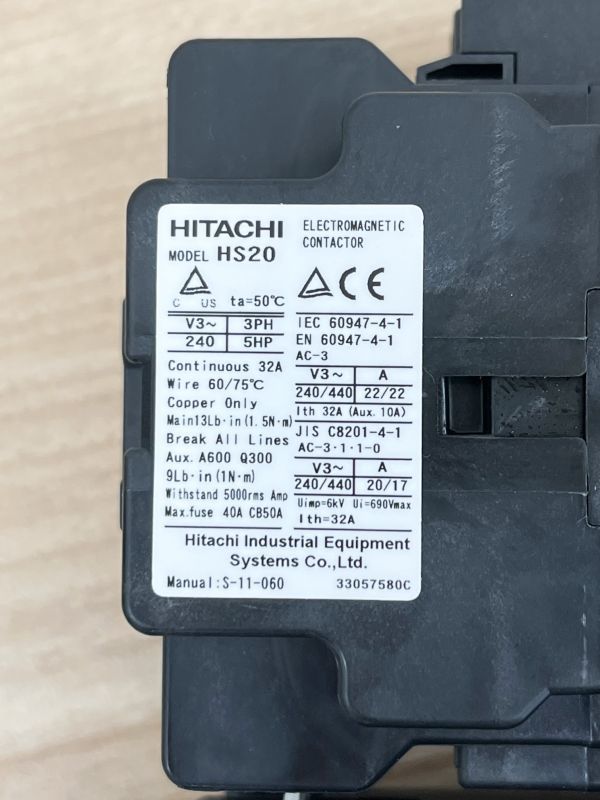 HITACHI
ELECTROMAGNETIC
CONTACTOR
MODEL HS20
C US ta=50℃
CE
V3~ 3PH
240 5HP
Continuous 32A
Wire 60/75℃
Copper Only
Main13Lb·in(1.5N·m)
Break All Lines
Aux. A600 Q300
9Lb·in(1N·m)
Withstand 5000rms Amp
Max.fuse 40A CB50A
IEC 60947-4-1
EN 60947-4-1
AC-3
V3~ A
240/440 22/22
Ith 32A (Aux. 10A)
JIS C8201-4-1
AC-3·1·1-0
V3~ A
240/440 20/17
Uimp=6kV Ui=690Vmax
Ith=32A
Hitachi Industrial Equipment
Systems Co.,Ltd.
Manual:S-11-060 33057580C